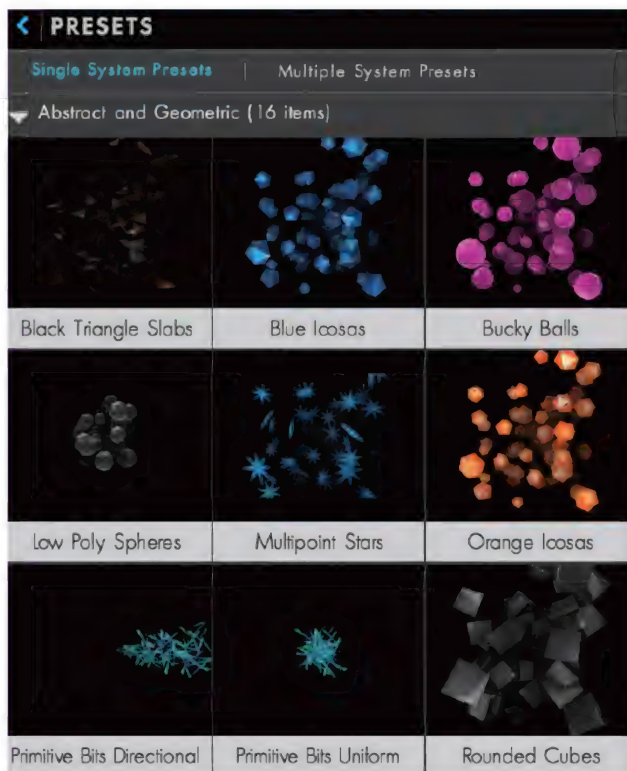 PRESETS
Single System Presets | Multiple System Presets
Abstract and Geometric (16 items)
Black Triangle Slabs Blue Icosas Bucky Balls
Low Poly Spheres Multipoint Stars Orange Icosas
Primitive Bits Directional Primitive Bits Uniform Rounded Cubes